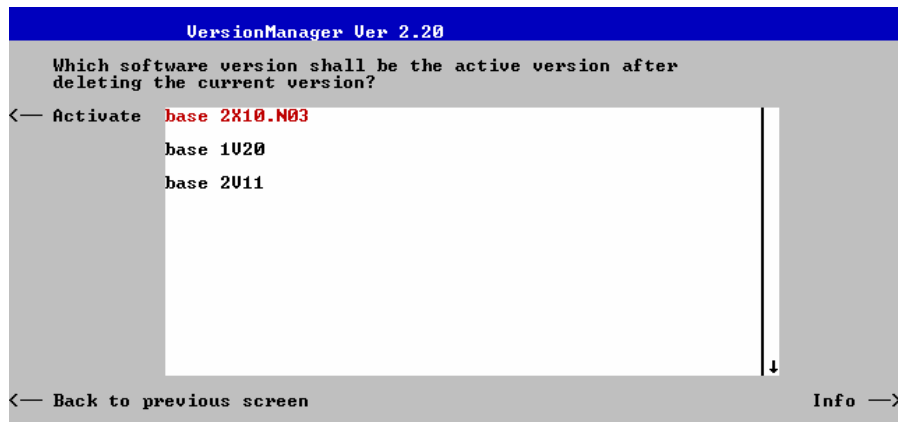 VersionManager Ver 2.20
Which software version shall be the active version after
deleting the current version?
<── Activate base 2X10.N03
base 1V20
base 2V11
↓
<── Back to previous screen Info ──>